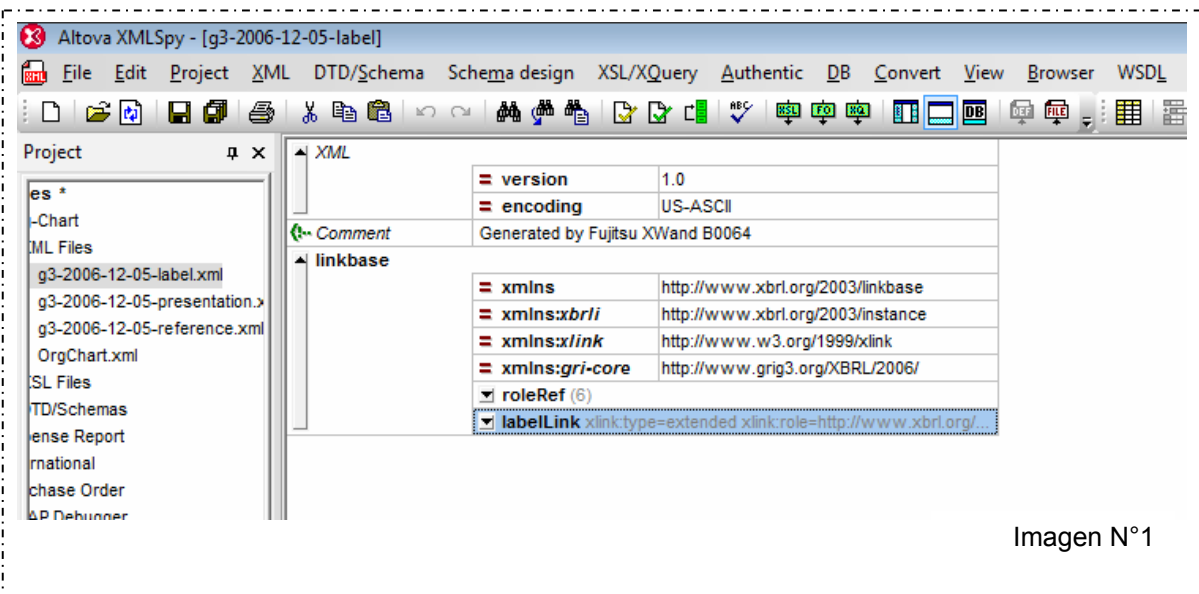 Altova XMLSpy - [g3-2006-12-05-label]
File Edit Project XML DTD/Schema Schema design XSL/XQuery Authentic DB Convert View Browser WSDL
Project
es *
-Chart
ML Files
g3-2006-12-05-label.xml
g3-2006-12-05-presentation.x
g3-2006-12-05-reference.xml
OrgChart.xml
SL Files
TD/Schemas
ense Report
rnational
chase Order
AP Debugger
XML
= version 1.0
= encoding US-ASCII
Comment Generated by Fujitsu XWand B0064
linkbase
= xmlns http://www.xbrl.org/2003/linkbase
= xmlns:xbrli http://www.xbrl.org/2003/instance
= xmlns:xlink http://www.w3.org/1999/xlink
= xmlns:gri-core http://www.grig3.org/XBRL/2006/
roleRef (6)
labelLink xlink:type=extended xlink:role=http://www.xbrl.org/...
Imagen N°1